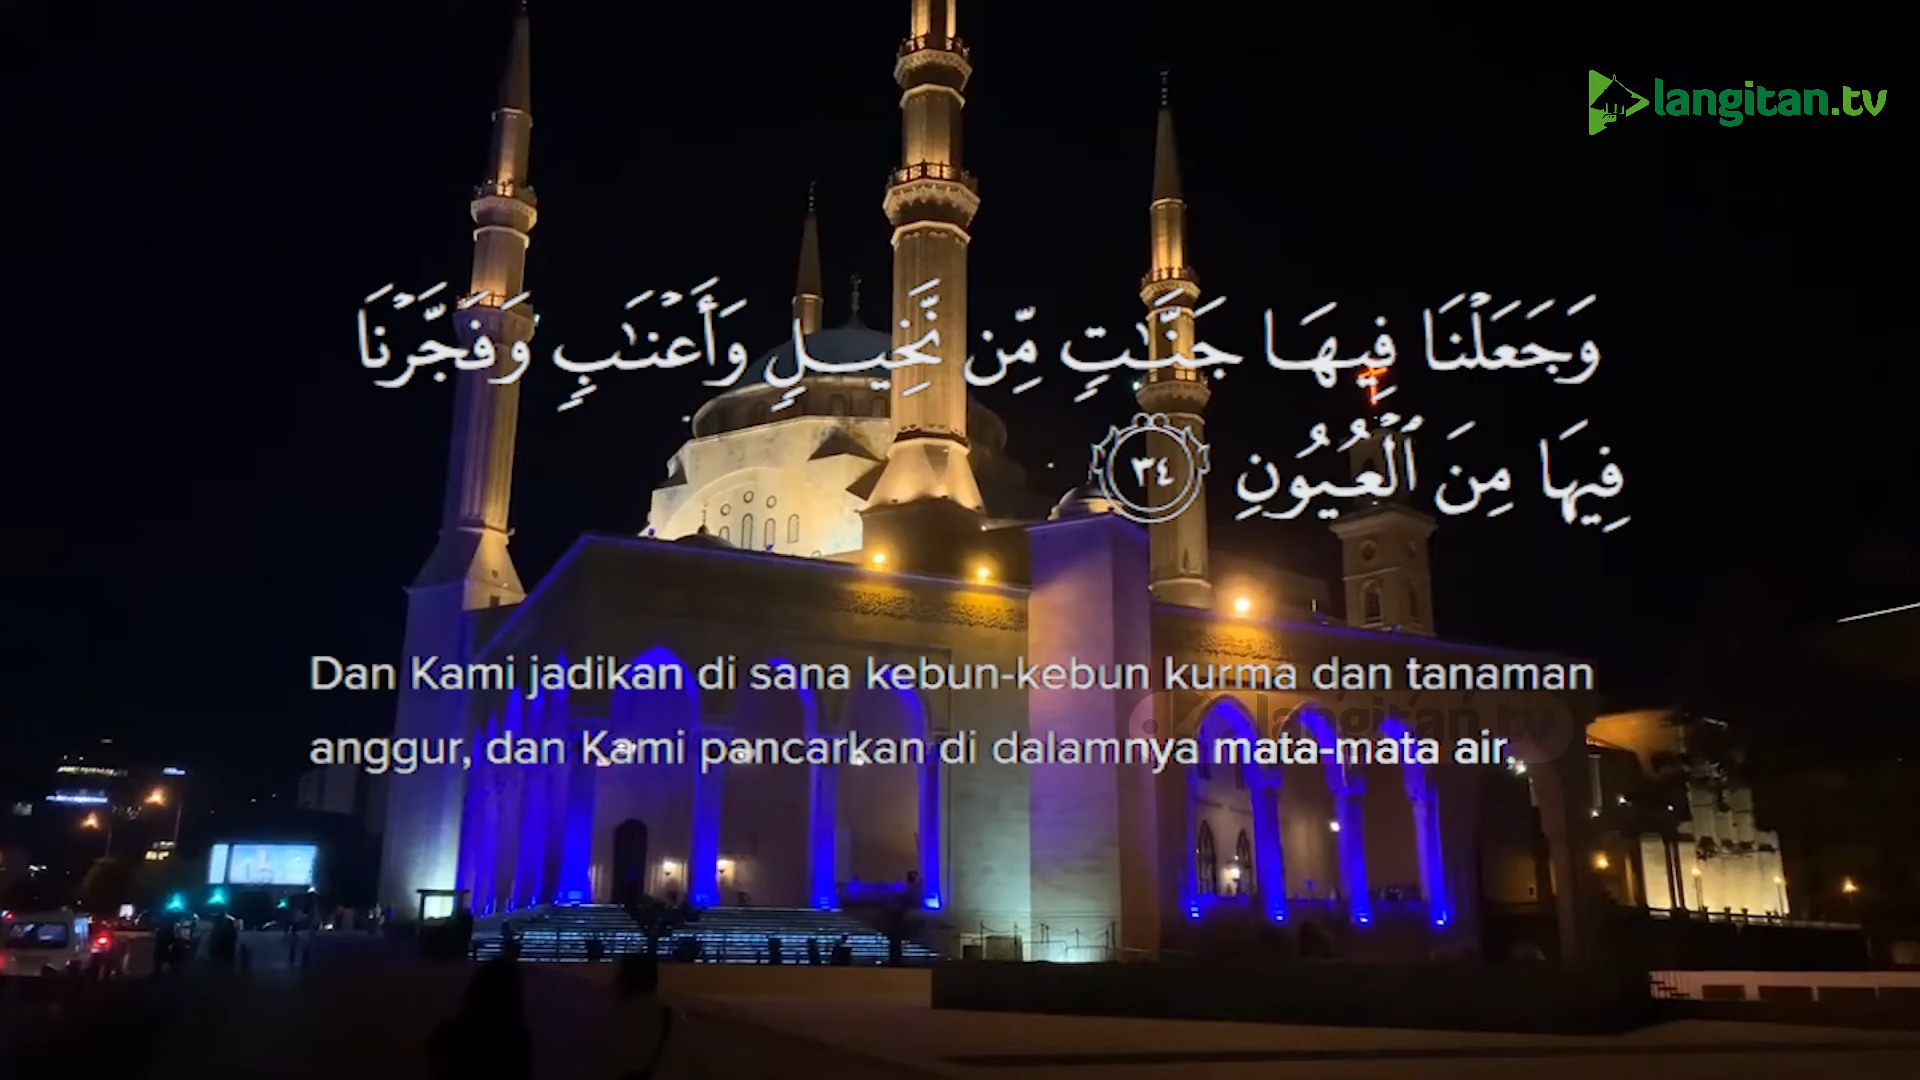 langitan.tv
وَجَعَلْنَا فِيهَا جَنَّٰتٍ مِّن نَّخِيلٍ وَأَعْنَٰبٍ وَفَجَّرْنَا
فِيهَا مِنَ ٱلْعُيُونِ ٣٤
Dan Kami jadikan di sana kebun-kebun kurma dan tanaman
langitan.tv
anggur, dan Kami pancarkan di dalamnya mata-mata air.